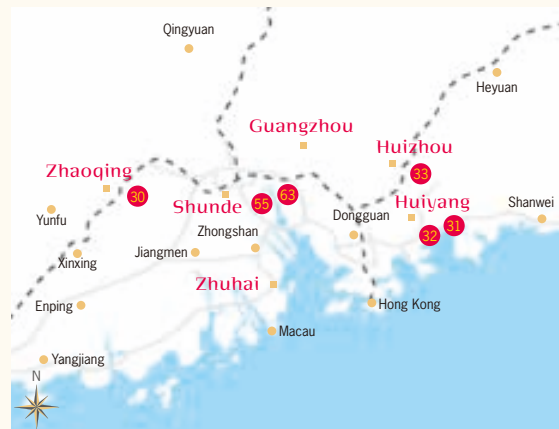 Qingyuan
Heyuan
Guangzhou
Huizhou
Zhaoqing
33
30
63
Huiyang
Shunde
55
Shanwei
Yunfu
Dongguan
31
32
Zhongshan
Xinxing
Jiangmen
Zhuhai
Enping
Hong Kong
Macau
Yangjiang
N